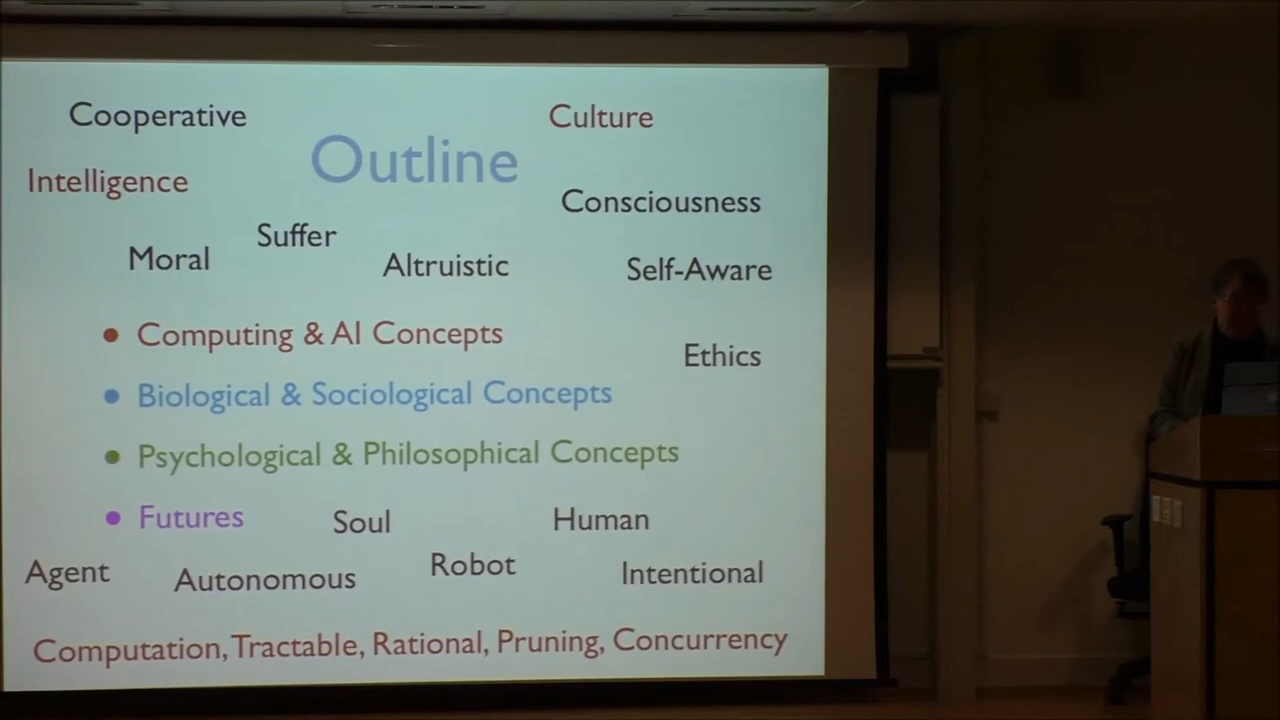 Cooperative
Culture
Outline
Intelligence
Consciousness
Suffer
Moral
Altruistic
Self-Aware
• Computing & AI Concepts
Ethics
• Biological & Sociological Concepts
• Psychological & Philosophical Concepts
• Futures
Soul
Human
Agent
Autonomous
Robot
Intentional
Computation, Tractable, Rational, Pruning, Concurrency